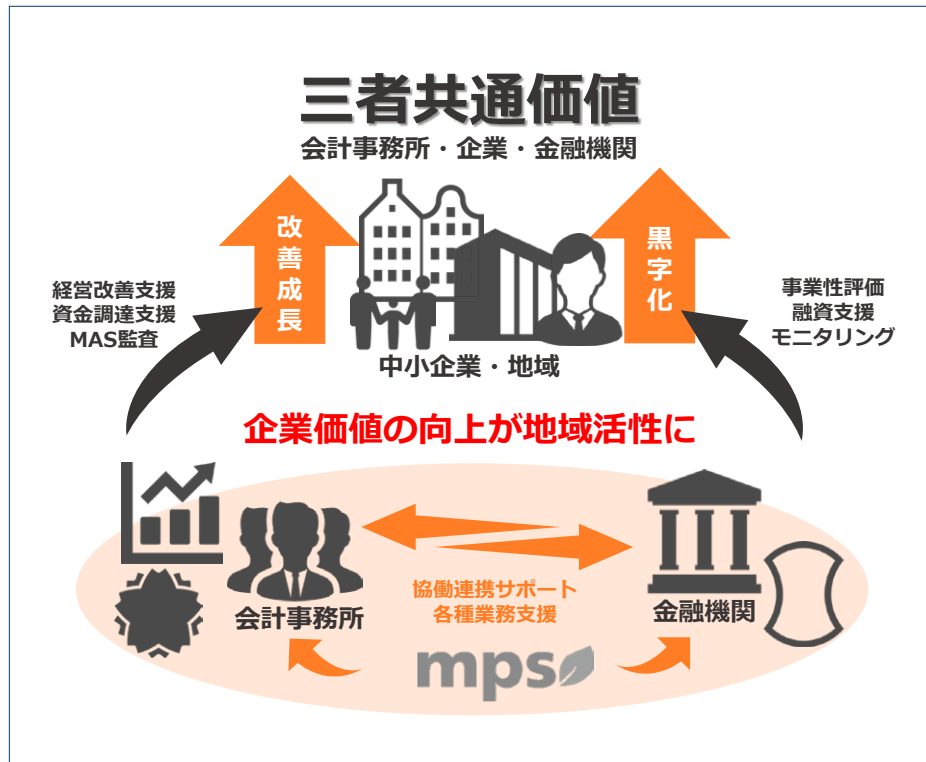 三者共通価値
会計事務所・企業・金融機関
改善成長
黒字化
経営改善支援
資金調達支援
MAS監査
事業性評価
融資支援
モニタリング
中小企業・地域
企業価値の向上が地域活性に
会計事務所
協働連携サポート
各種業務支援
金融機関
mps